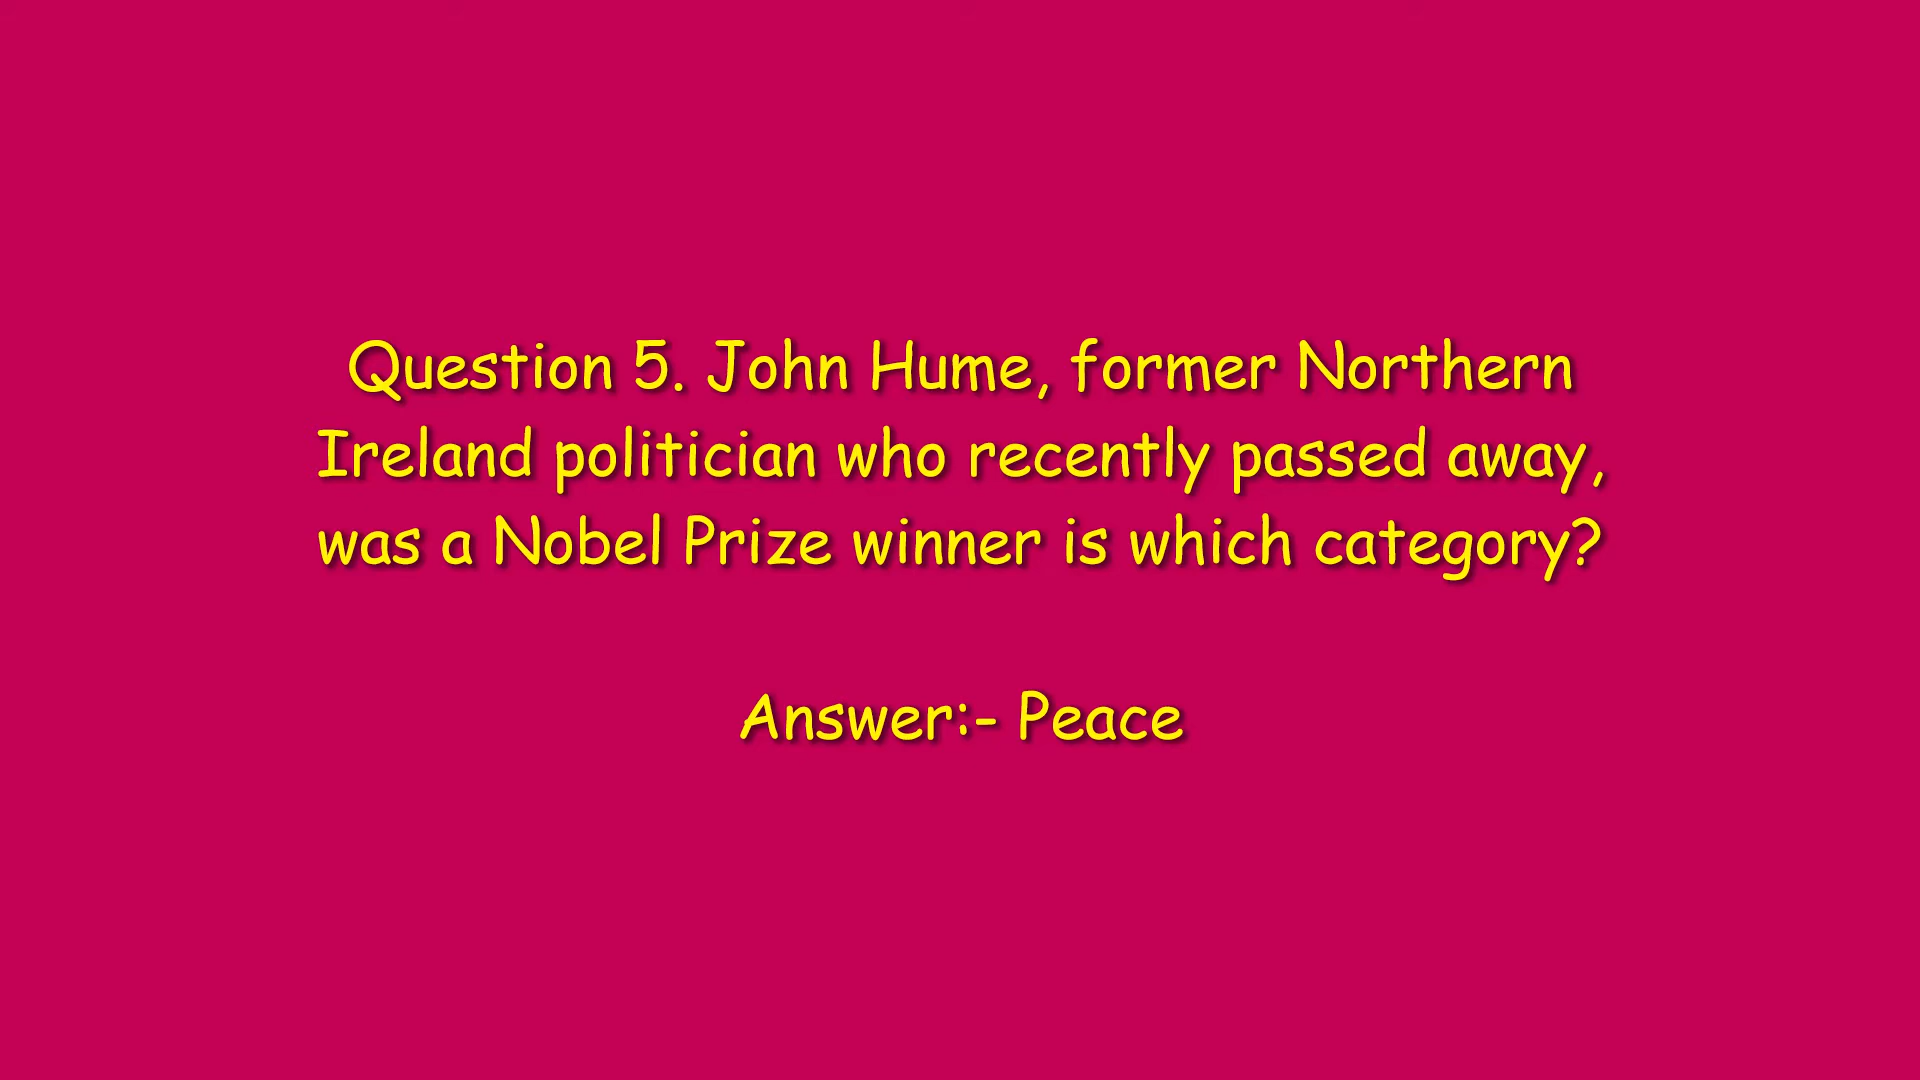 Question 5. John Hume, former Northern
Ireland politician who recently passed away,
was a Nobel Prize winner is which category?
Answer:- Peace